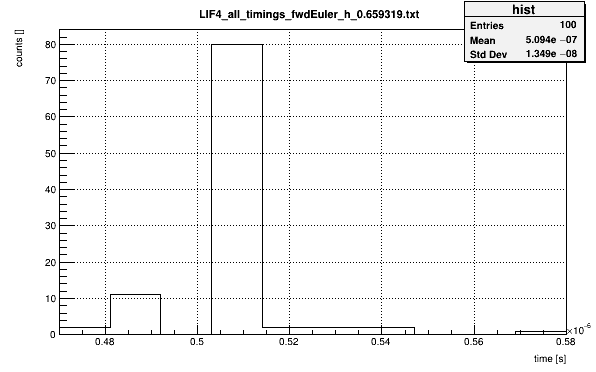 LIF4_all_timings_fwdEuler_h_0.659319.txt
hist
Entries 100
Mean 5.094e −07
Std Dev 1.349e −08
counts []
80
70
60
50
40
30
20
10
0
0.48 0.5 0.52 0.54 0.56 0.58
×10⁻⁶
time [s]